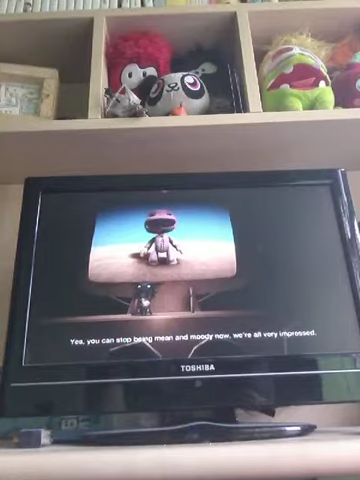 Yes, you can stop being mean and moody now, we're all very impressed.
TOSHIBA